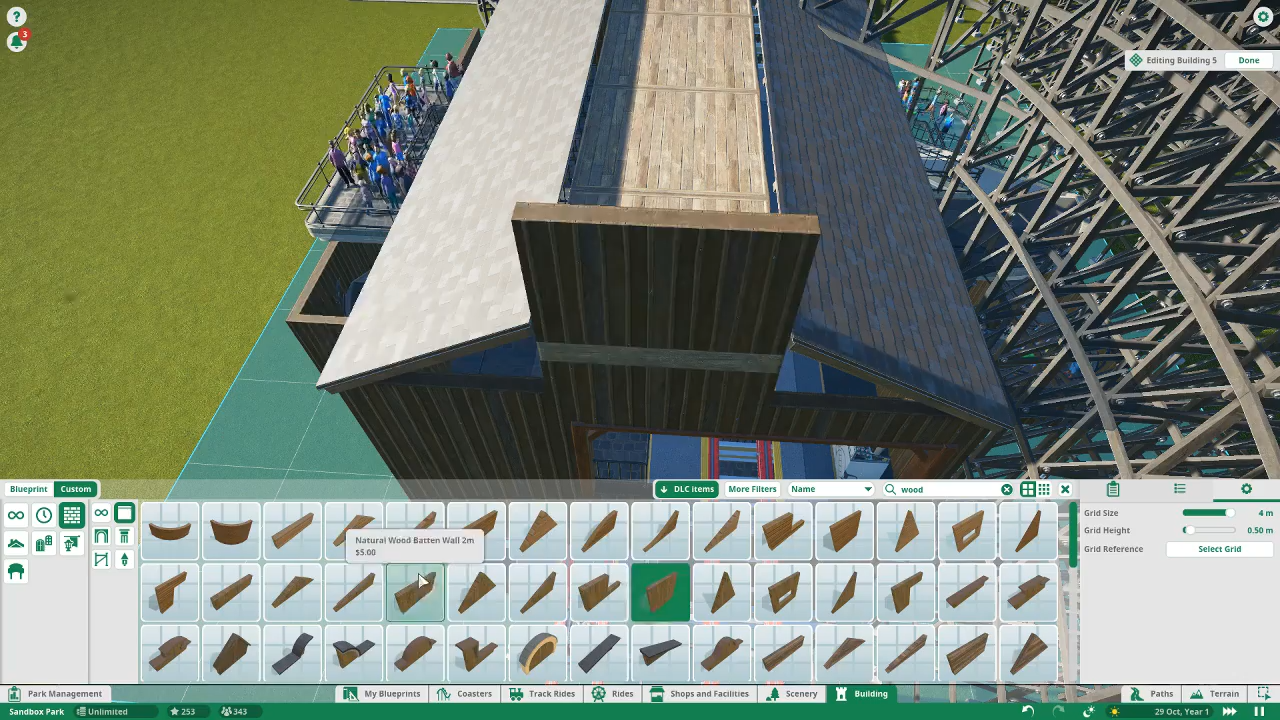 ?
3
Editing Building 5
Done
Blueprint
Custom
DLC items
More Filters
Name
wood
Grid Size
4 m
Grid Height
0.50 m
Grid Reference
Select Grid
Natural Wood Batten Wall 2m
$5.00
Park Management
My Blueprints
Coasters
Track Rides
Rides
Shops and Facilities
Scenery
Building
Paths
Terrain
Sandbox Park
Unlimited
253
343
29 Oct, Year 1